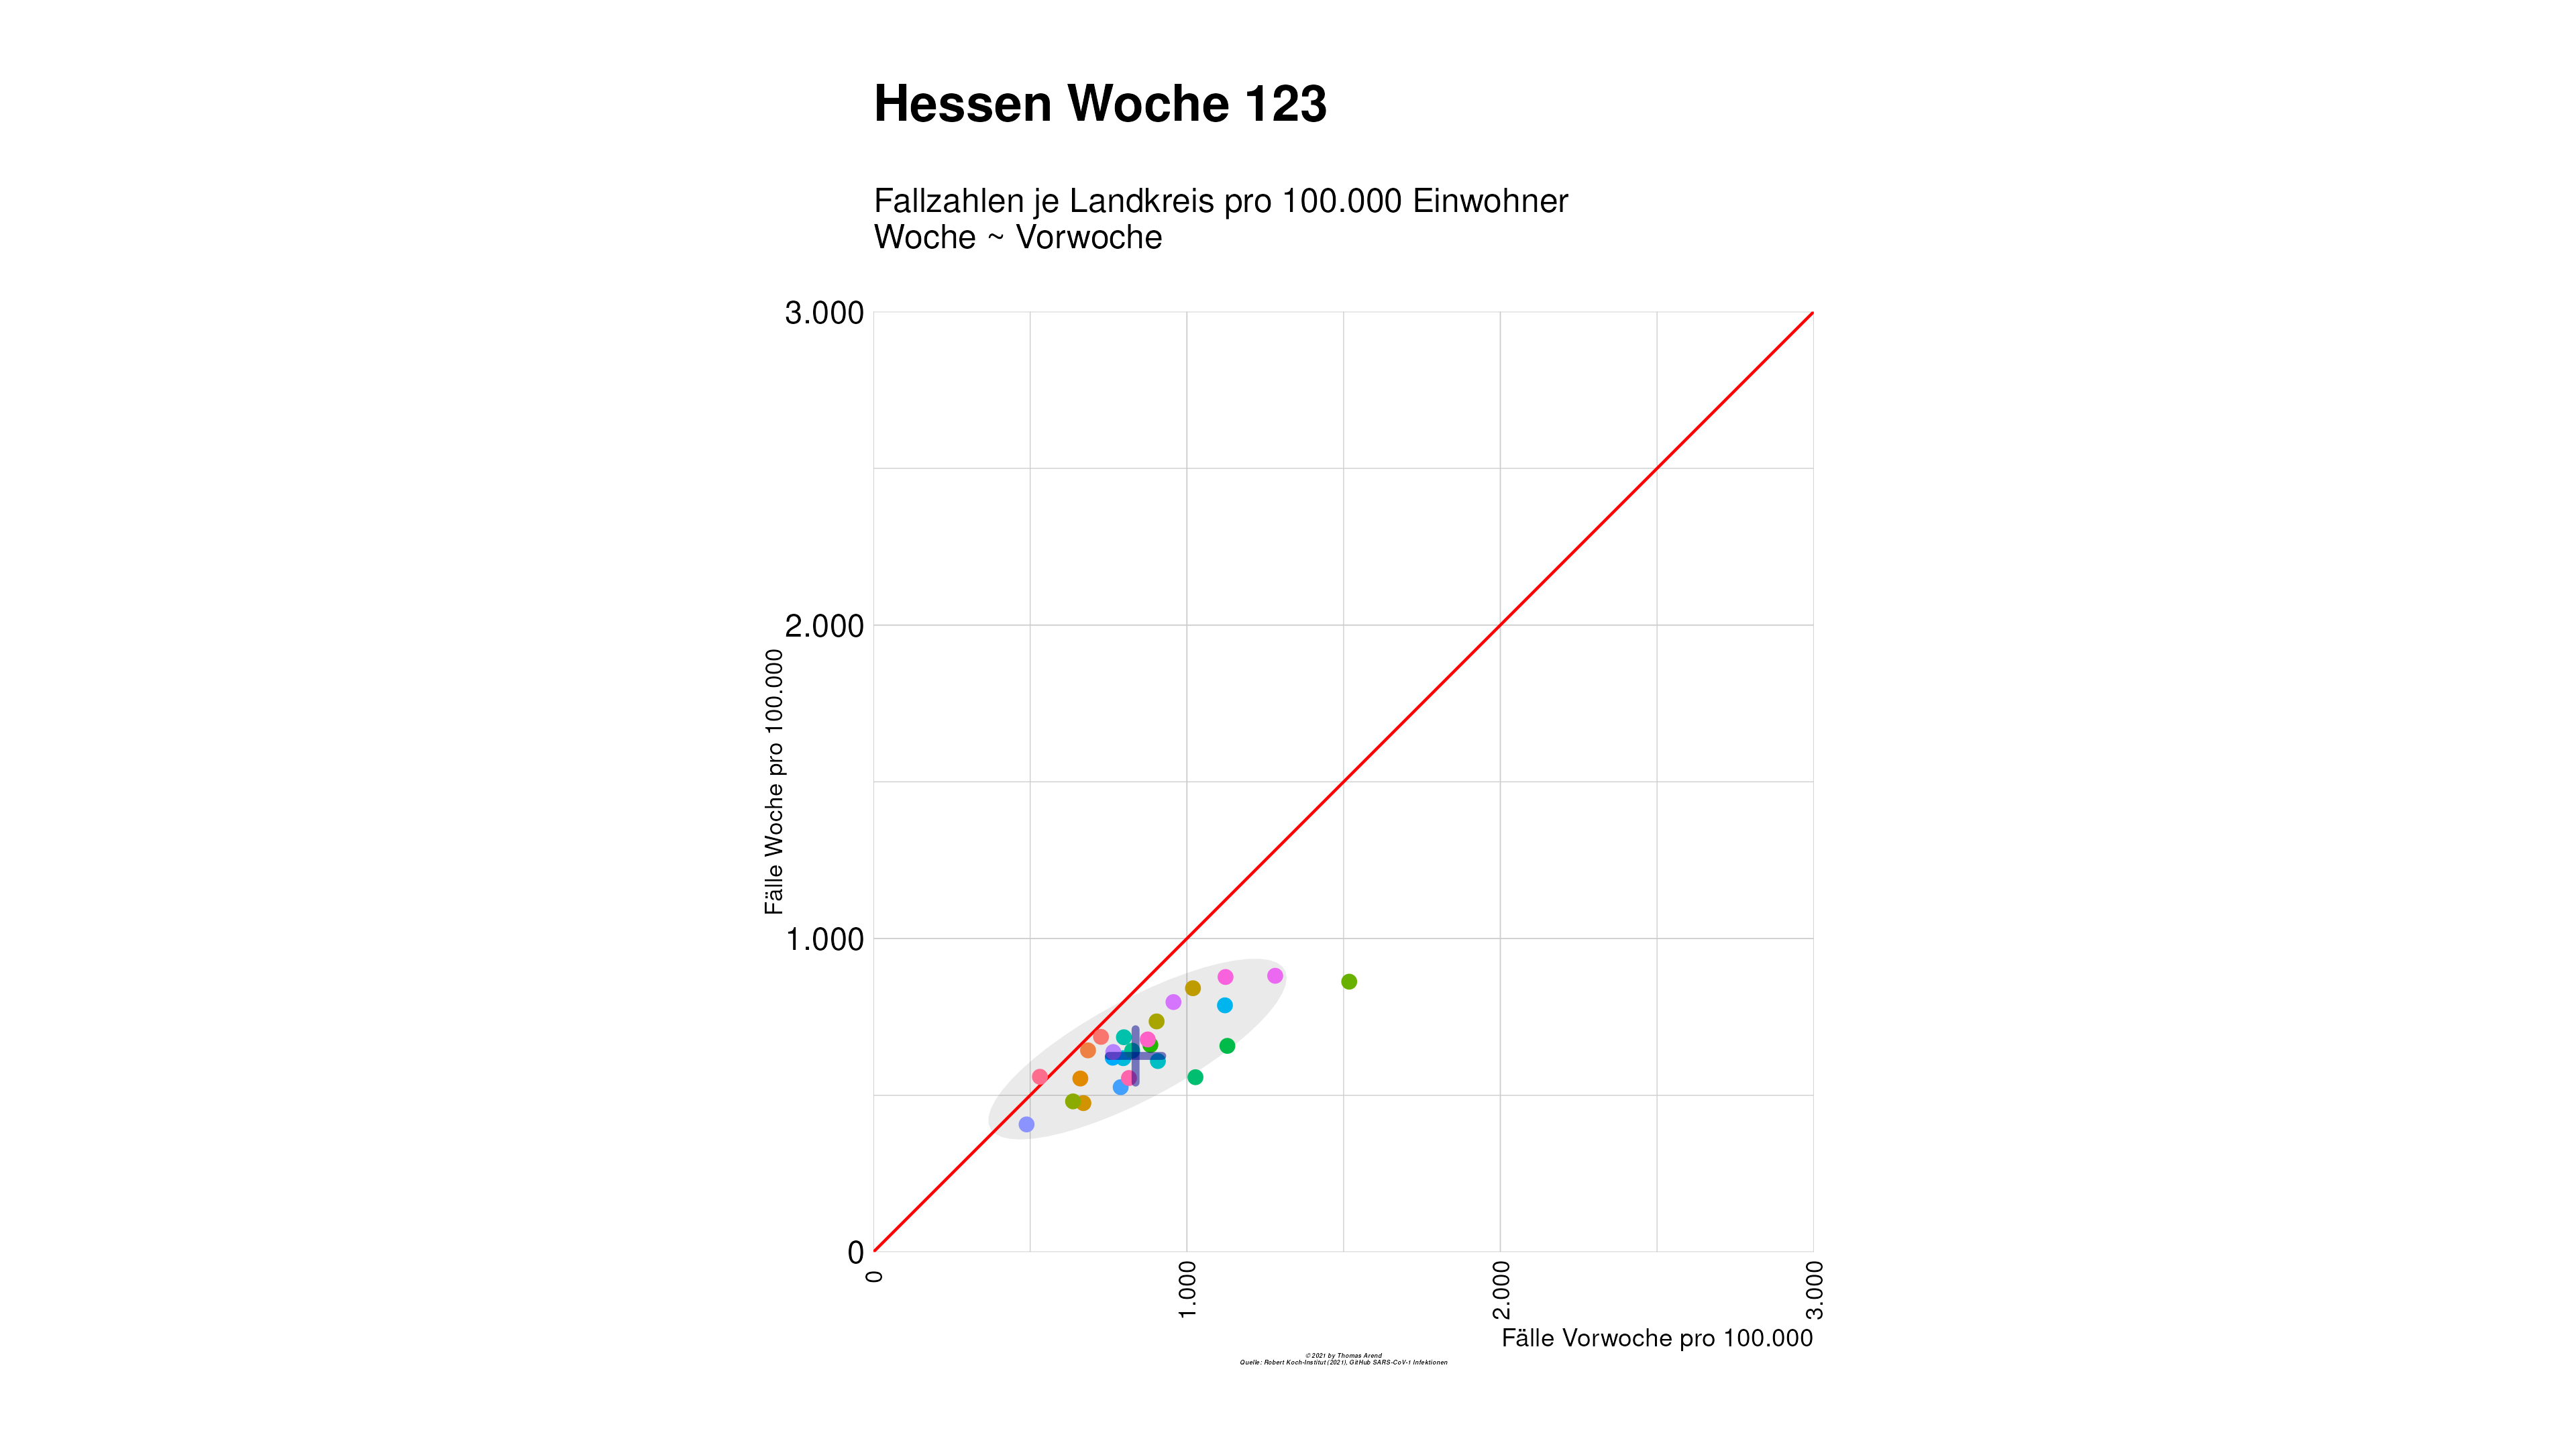 Hessen Woche 123
Fallzahlen je Landkreis pro 100.000 Einwohner
Woche ~ Vorwoche
3.000
2.000
1.000
0
Fälle Woche pro 100.000
0
1.000
2.000
3.000
Fälle Vorwoche pro 100.000
© 2021 by Thomas Arend
Quelle: Robert Koch-Institut (2021), GitHub SARS-CoV-1 Infektionen